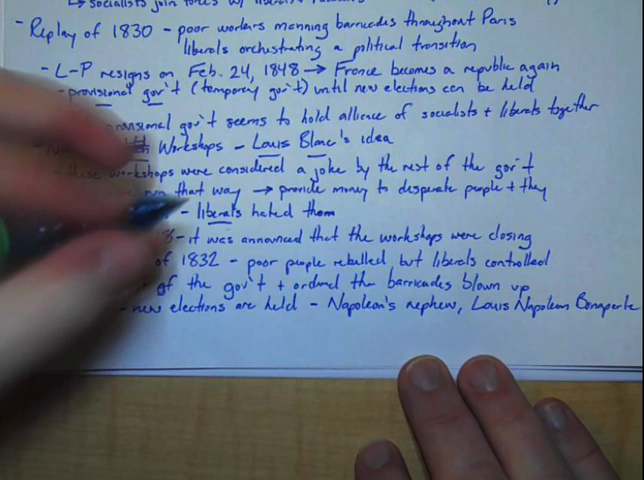 ↳ socialists join forces w/ liberal
- Replay of 1830 - poor workers manning barricades throughout Paris
liberals orchestrating a political transition
- L-P resigns on Feb. 24, 1848 → France becomes a republic again
- provisional gov't (temporary gov't) until new elections can be held
provisional gov't seems to hold allience of socialists + liberals together
Workshops - Louis Blanc's idea
these workshops were considered a joke by the rest of the gov't
run that way → provide money to desperate people + they
- liberals hated them
8 - it was announced that the workshops were closing
of 1832 - poor people rebelled, but liberals controlled
of the gov't + ordered the barricades blown up
- new elections are held - Napoleon's nephew, Louis Napoleon Bonaparte